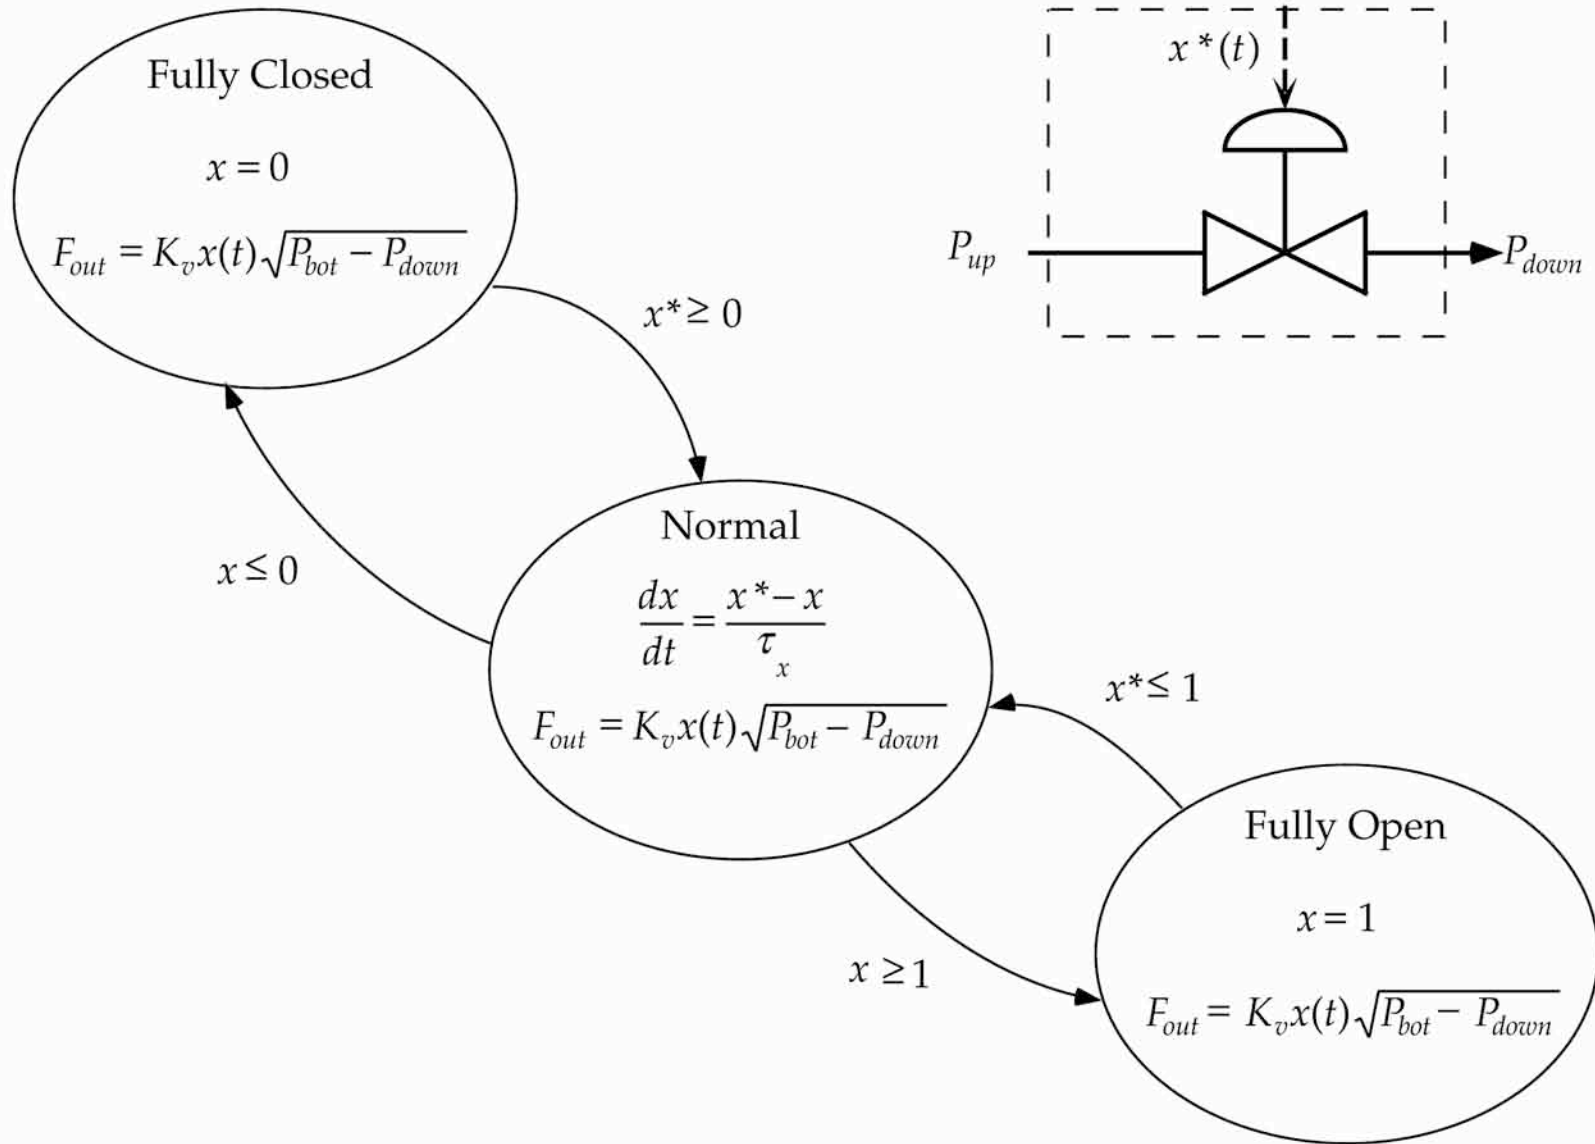 Fully Closed
x = 0
F_out = K_v x(t) √(P_bot − P_down)
x* ≥ 0
x ≤ 0
Normal
dx/dt = (x* − x)/τ_x
F_out = K_v x(t) √(P_bot − P_down)
x* ≤ 1
x ≥ 1
Fully Open
x = 1
F_out = K_v x(t) √(P_bot − P_down)
x*(t)
P_up
P_down